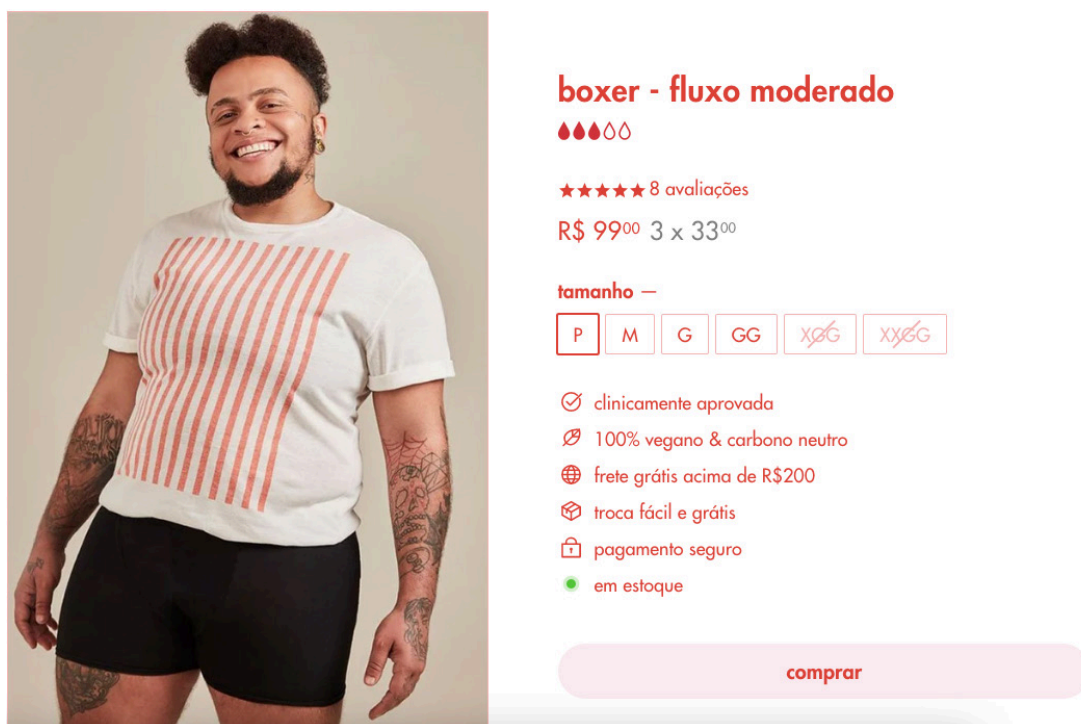 boxer - fluxo moderado
8 avaliações
R$ 9900 3 x 3300
tamanho —
P M G GG XGG XXGG
clinicamente aprovada
100% vegano & carbono neutro
frete grátis acima de R$200
troca fácil e grátis
pagamento seguro
em estoque
comprar